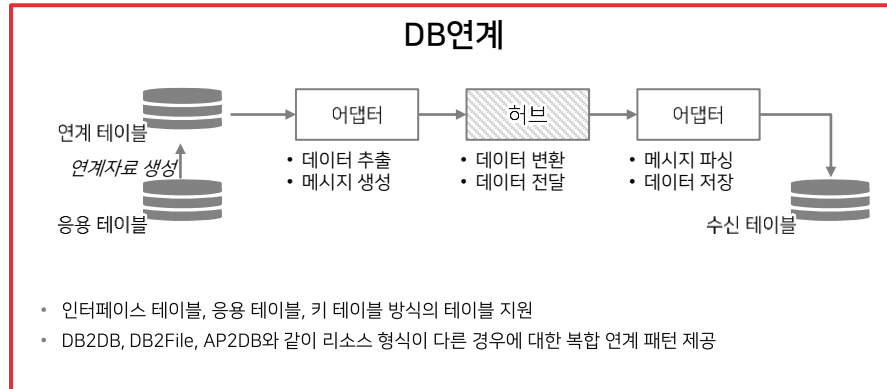 DB연계
어댑터
허브
어댑터
연계 테이블
연계자료 생성
응용 테이블
• 데이터 추출
• 메시지 생성
• 데이터 변환
• 데이터 전달
• 메시지 파싱
• 데이터 저장
수신 테이블
• 인터페이스 테이블, 응용 테이블, 키 테이블 방식의 테이블 지원
• DB2DB, DB2File, AP2DB와 같이 리소스 형식이 다른 경우에 대한 복합 연계 패턴 제공